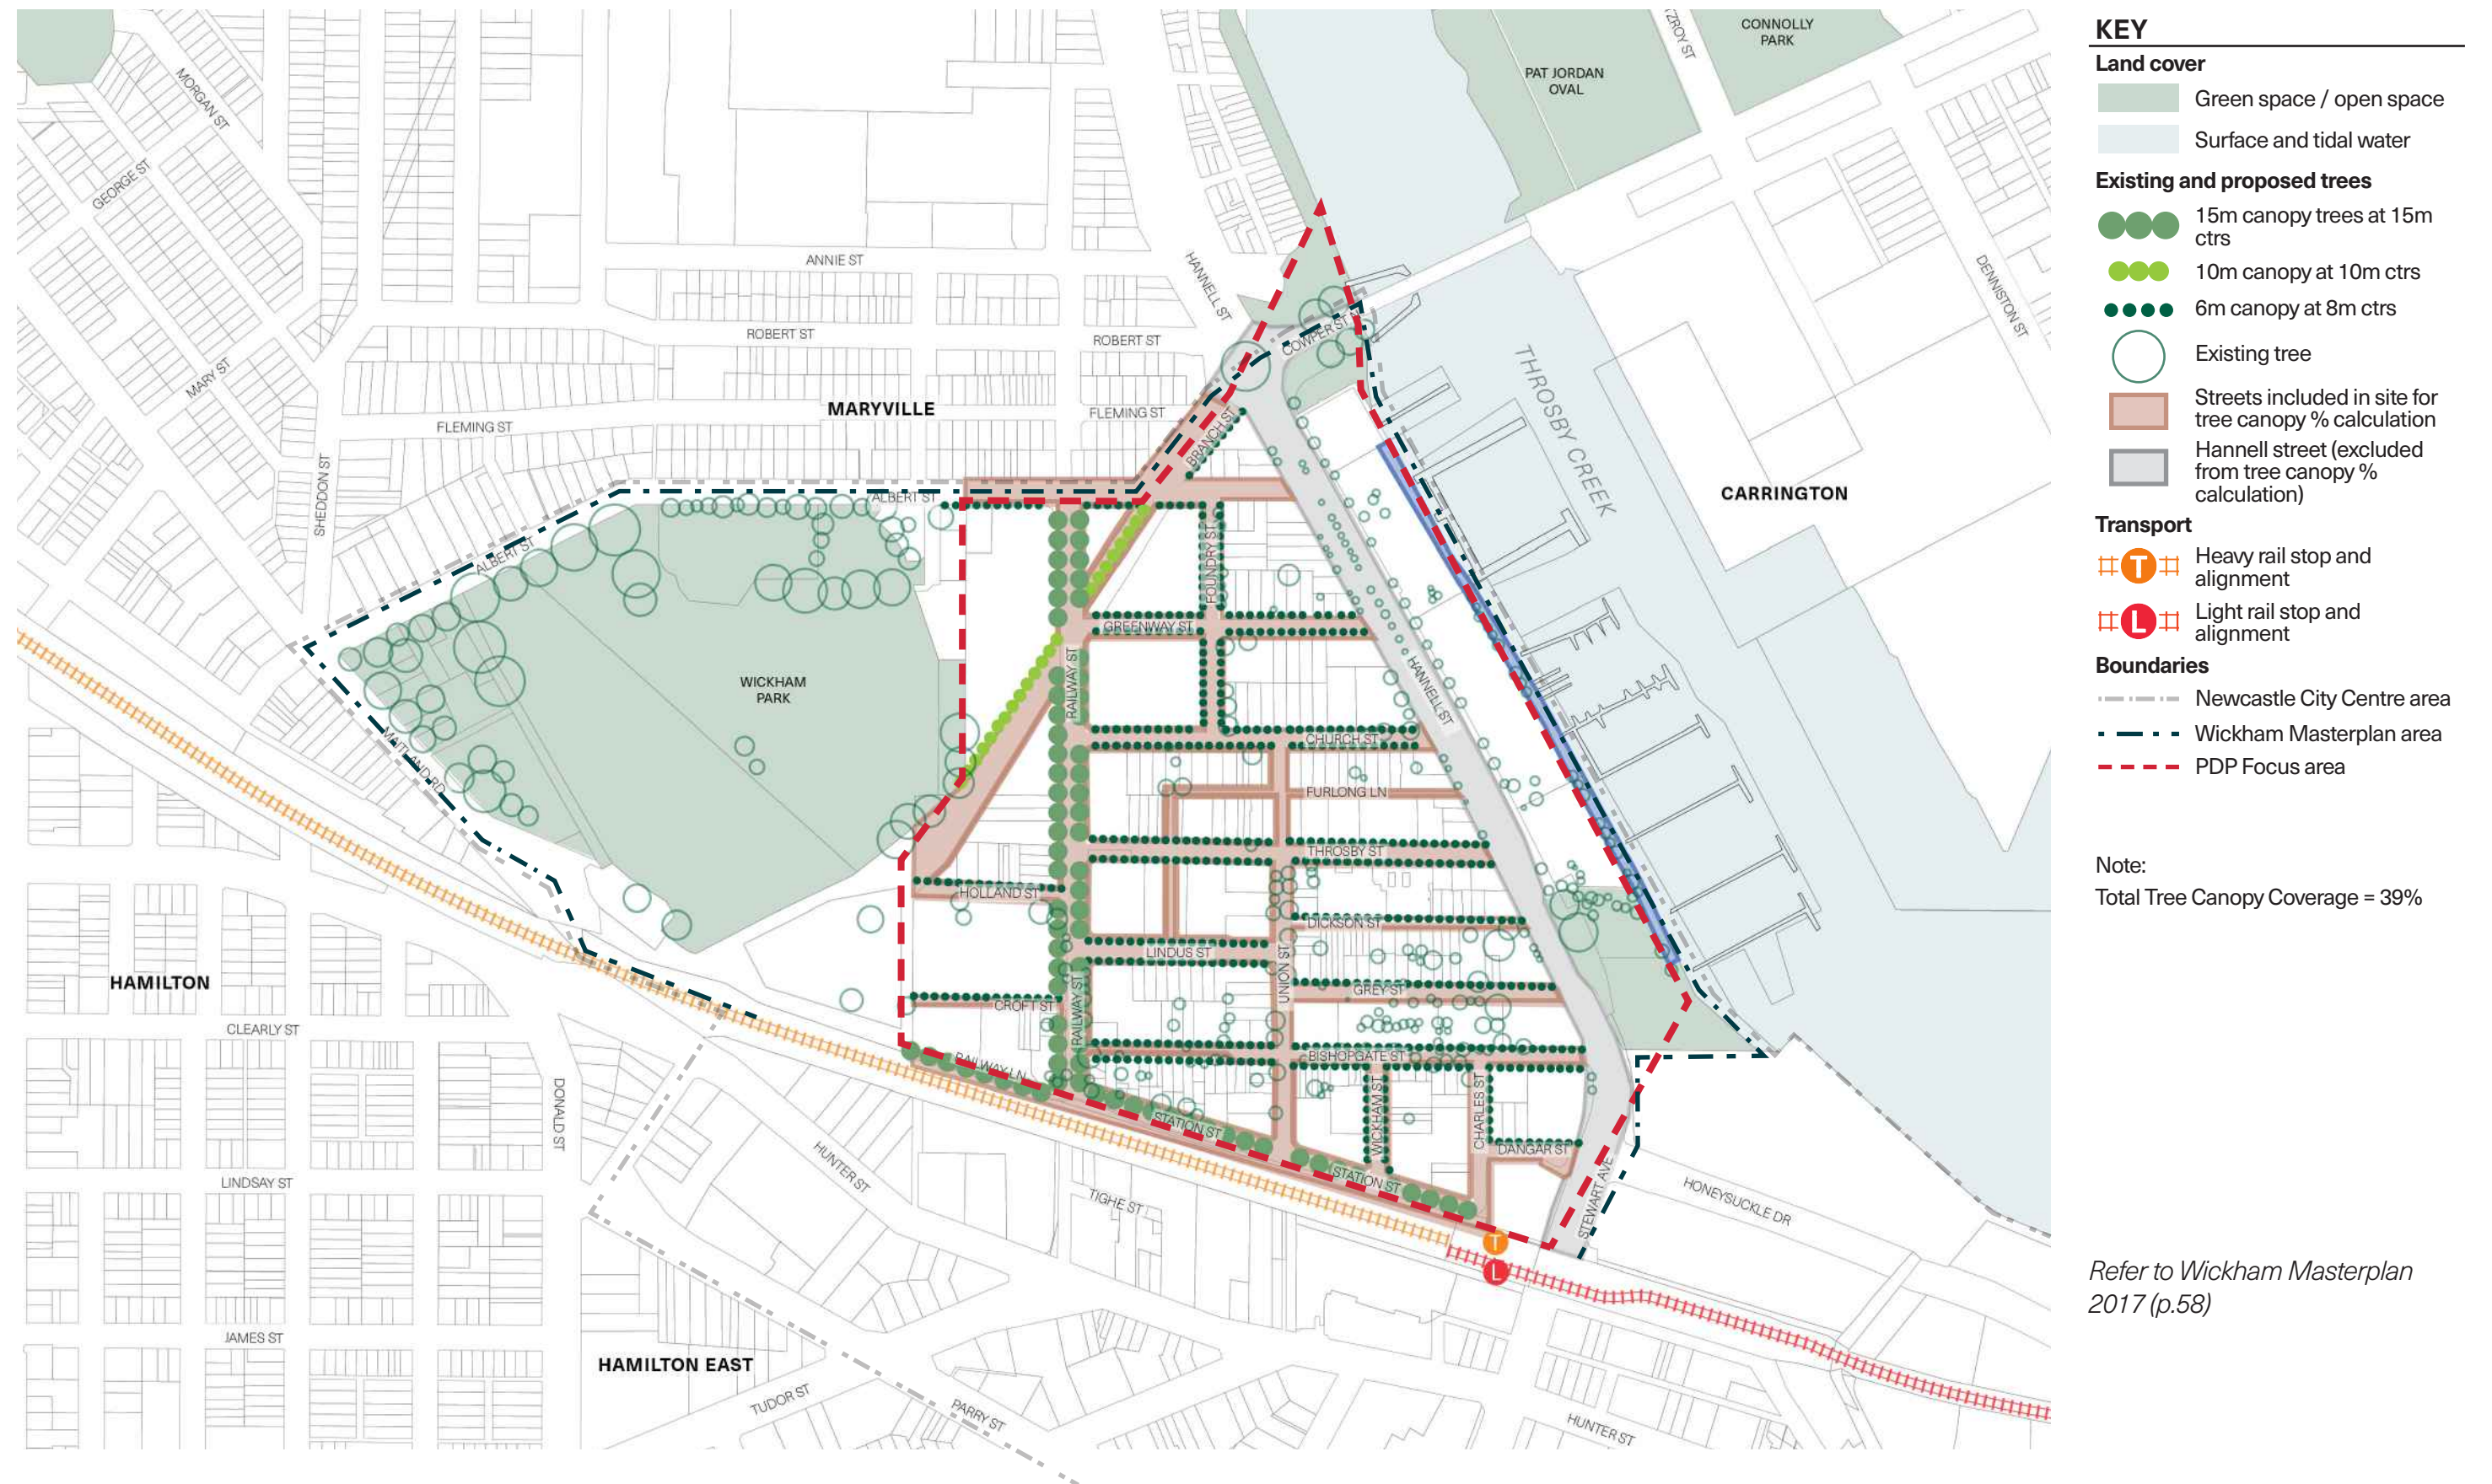 CONNOLLY
PARK
PAT JORDAN
OVAL
MORGAN ST
GEORGE ST
MARY ST
SHEDDON ST
ANNIE ST
HANNELL ST
ROBERT ST
ROBERT ST
MARYVILLE
FLEMING ST
FLEMING ST
COWPER ST N
BRANCH ST
THROSBY CREEK
CARRINGTON
DENNISTON ST
ALBERT ST
ALBERT ST
FOUNDRY ST
GREENWAY ST
RAILWAY ST
HANNELL ST
WICKHAM
PARK
MAITLAND RD
CHURCH ST
FURLONG LN
THROSBY ST
HOLLAND ST
DICKSON ST
LINDUS ST
UNION ST
GREY ST
CROFT ST
RAILWAY ST
BISHOPGATE ST
RAILWAY LN
WICKHAM ST
CHARLES ST
STATION ST
STATION ST
DANGAR ST
STEWART AVE
HONEYSUCKLE DR
HAMILTON
CLEARLY ST
DONALD ST
LINDSAY ST
JAMES ST
HAMILTON EAST
HUNTER ST
TIGHE ST
TUDOR ST
PARRY ST
HUNTER ST
T
L
KEY
Land cover
Green space / open space
Surface and tidal water
Existing and proposed trees
15m canopy trees at 15m
ctrs
10m canopy at 10m ctrs
6m canopy at 8m ctrs
Existing tree
Streets included in site for
tree canopy % calculation
Hannell street (excluded
from tree canopy %
calculation)
Transport
T
Heavy rail stop and
alignment
L
Light rail stop and
alignment
Boundaries
Newcastle City Centre area
Wickham Masterplan area
PDP Focus area
Note:
Total Tree Canopy Coverage = 39%
Refer to Wickham Masterplan
2017 (p.58)